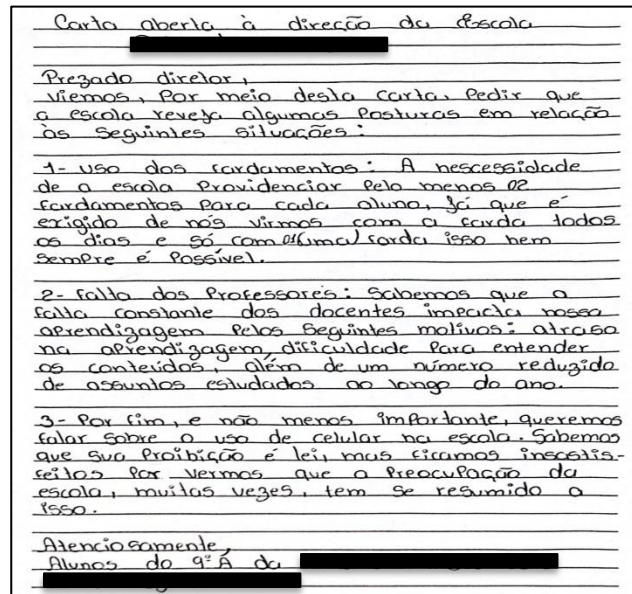 Carta aberta à direção da Escola
Prezado diretor,
viemos, por meio desta carta, pedir que
a escola reveja algumas posturas em relação
às seguintes situações:
1- uso dos fardamentos: A nescessidade
de a escola providenciar pelo menos 02
fardamentos para cada aluno, já que é
exigido de nós virmos com a farda todos
os dias e só com 01(uma) farda isso nem
sempre é possível.
2- falta dos professores: Sabemos que a
falta constante dos docentes impacta nossa
aprendizagem pelos seguintes motivos: atraso
na aprendizagem, dificuldade para entender
os conteúdos, além de um número reduzido
de assuntos estudados ao longo do ano.
3- Por fim, e não menos importante, queremos
falar sobre o uso de celular na escola. Sabemos
que sua proibição é lei, mas ficamos insastis-
feitos por vermos que a preocupação da
escola, muitas vezes, tem se resumido a
isso.
Atenciosamente,
Alunos do 9º A da